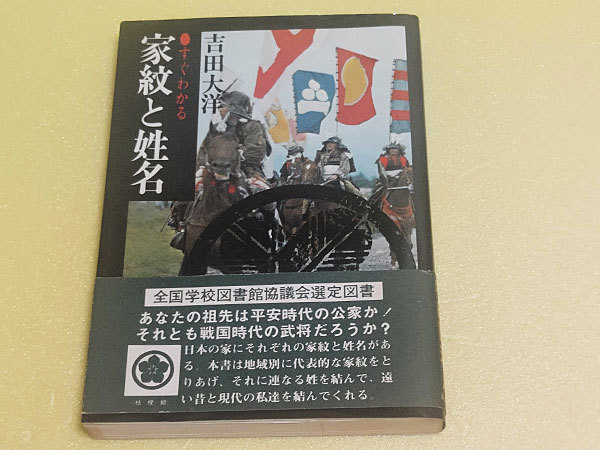 ●すぐわかる
家紋と姓名
吉田大洋
全国学校図書館協議会選定図書
あなたの祖先は平安時代の公家か/
それとも戦国時代の武将だろうか?
日本の家にそれぞれの家紋と姓名があ
る。本書は地域別に代表的な家紋をと
りあげ、それに連なる姓を結んで、遠
い昔と現代の私達を結んでくれる。